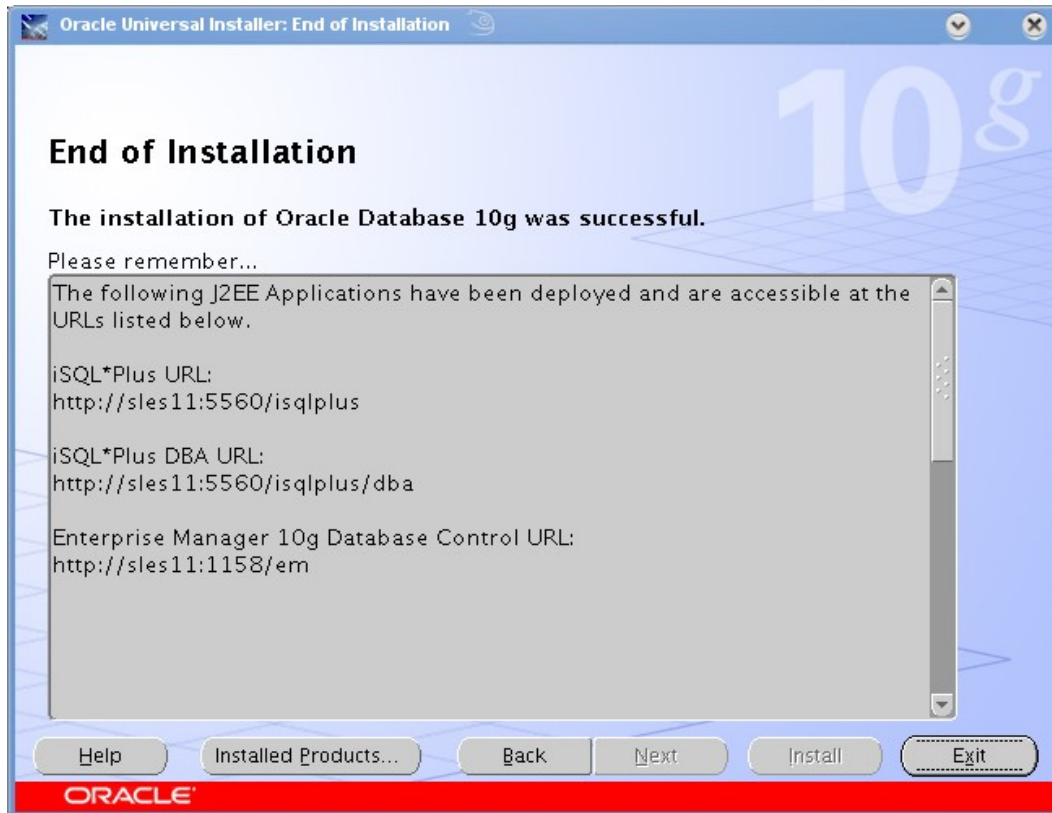 Oracle Universal Installer: End of Installation
10g
End of Installation
The installation of Oracle Database 10g was successful.
Please remember...
The following J2EE Applications have been deployed and are accessible at the
URLs listed below.
iSQL*Plus URL:
http://sles11:5560/isqlplus
iSQL*Plus DBA URL:
http://sles11:5560/isqlplus/dba
Enterprise Manager 10g Database Control URL:
http://sles11:1158/em
Help Installed Products... Back Next Install Exit
ORACLE